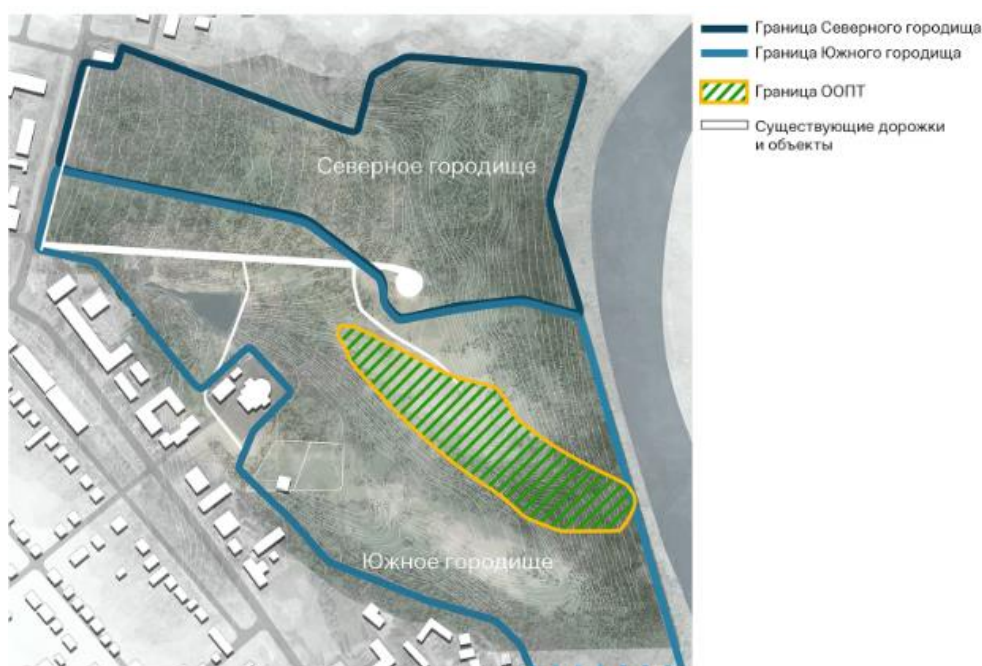 Граница Северного городища
Граница Южного городища
Граница ООПТ
Существующие дорожки
и объекты
Северное городище
Южное городище